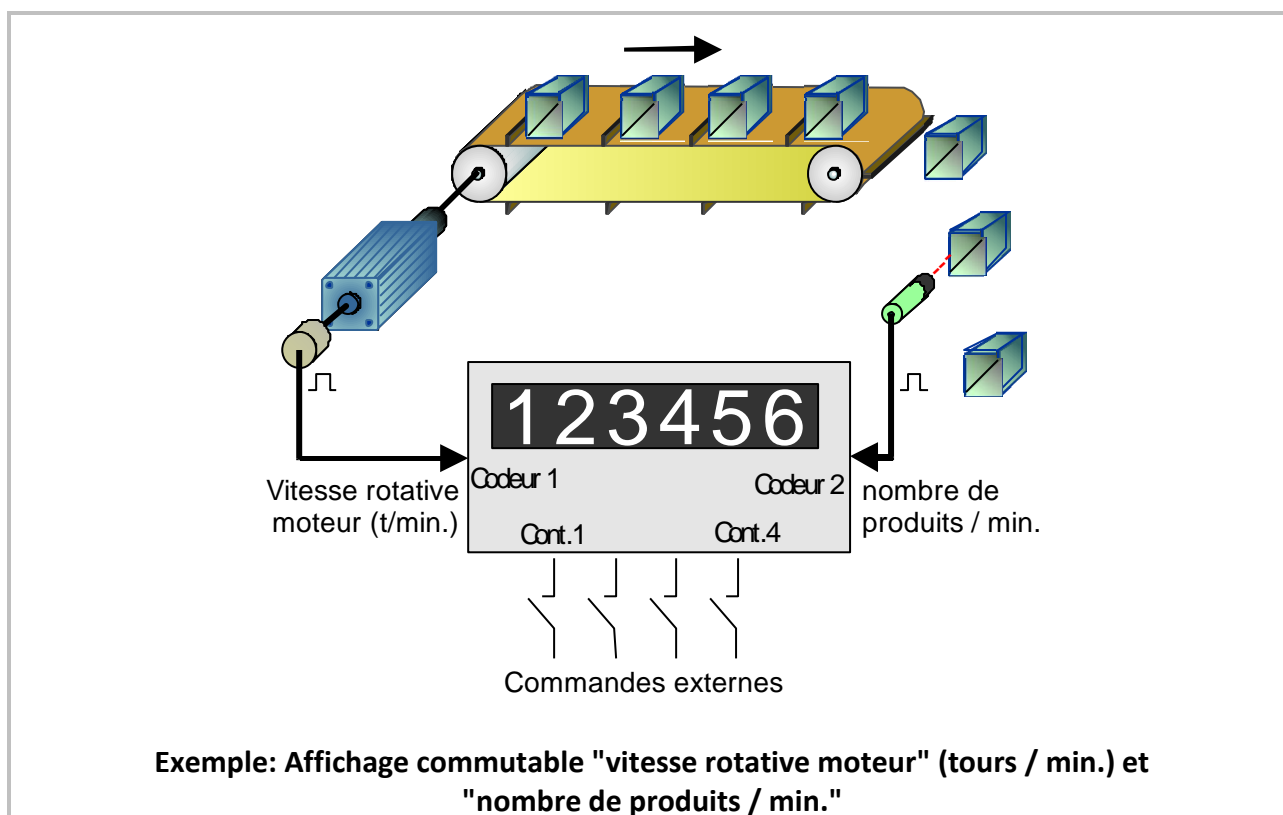 123456
Codeur 1
Codeur 2
Vitesse rotative
moteur (t/min.)
nombre de
produits / min.
Cont.1
Cont.4
Commandes externes
Exemple: Affichage commutable "vitesse rotative moteur" (tours / min.) et
"nombre de produits / min."